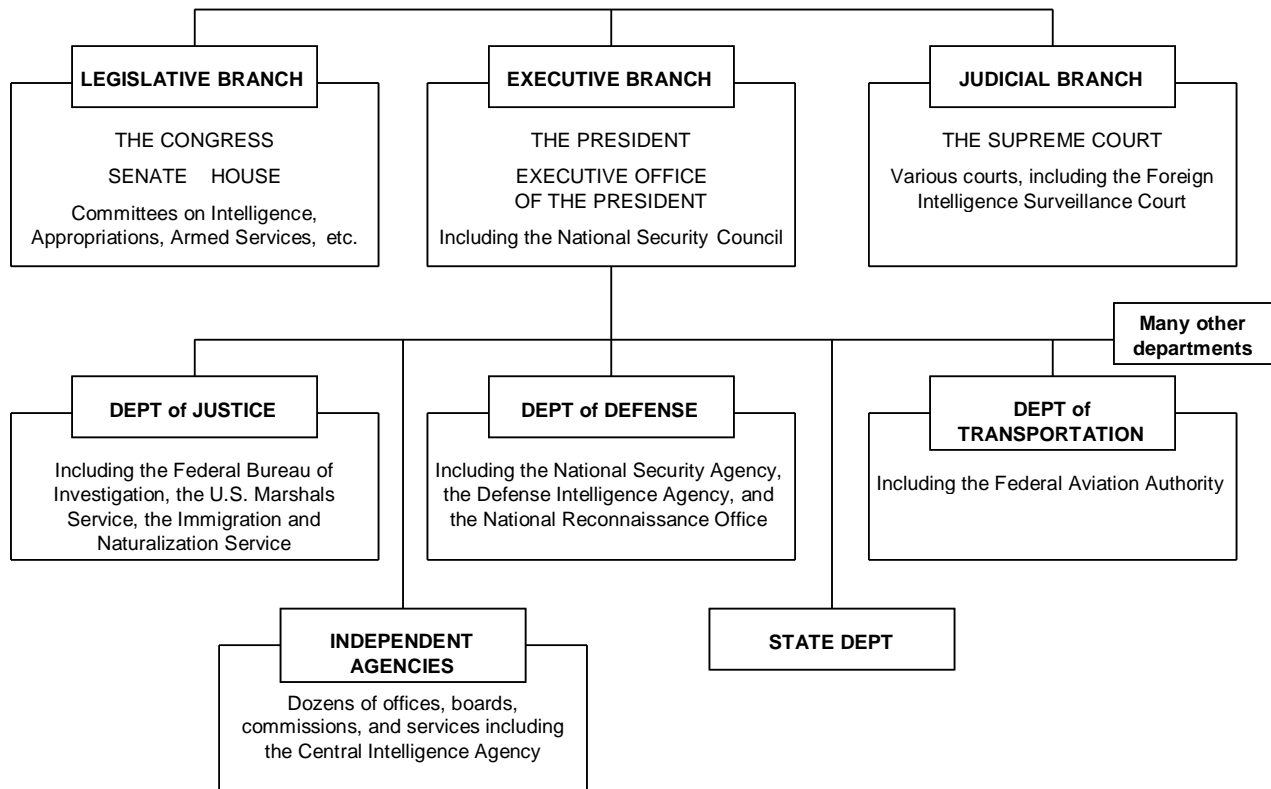 LEGISLATIVE BRANCH
THE CONGRESS
SENATE HOUSE
Committees on Intelligence,
Appropriations, Armed Services, etc.
EXECUTIVE BRANCH
THE PRESIDENT
EXECUTIVE OFFICE
OF THE PRESIDENT
Including the National Security Council
JUDICIAL BRANCH
THE SUPREME COURT
Various courts, including the Foreign
Intelligence Surveillance Court
Many other
departments
DEPT of JUSTICE
Including the Federal Bureau of
Investigation, the U.S. Marshals
Service, the Immigration and
Naturalization Service
DEPT of DEFENSE
Including the National Security Agency,
the Defense Intelligence Agency, and
the National Reconnaissance Office
DEPT of
TRANSPORTATION
Including the Federal Aviation Authority
INDEPENDENT
AGENCIES
Dozens of offices, boards,
commissions, and services including
the Central Intelligence Agency
STATE DEPT